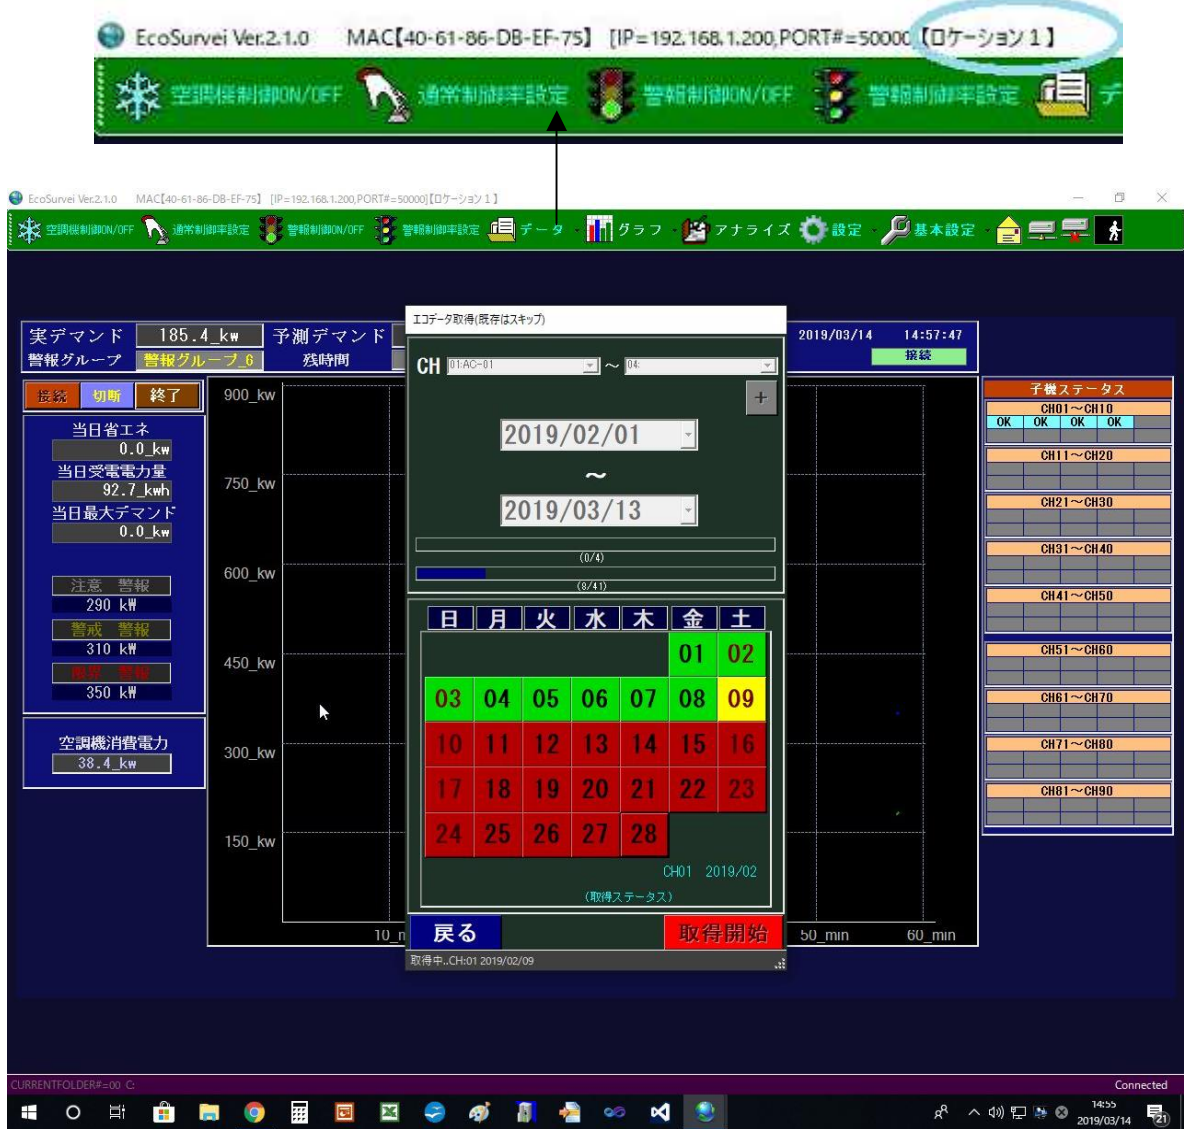 EcoSurvei Ver.2.1.0 MAC【40-61-86-DB-EF-75】 [IP=192.168.1.200,PORT#=50000 【ロケーション１】
空調機制御ON/OFF 通常制御率設定 警報制御ON/OFF 警報制御率設定 デ
EcoSurvei Ver.2.1.0 MAC【40-61-86-DB-EF-75】 [IP=192.168.1.200,PORT#=50000]【ロケーション１】
空調機制御ON/OFF 通常制御率設定 警報制御ON/OFF 警報制御率設定 データ グラフ アナライズ 設定 基本設定
エコデータ取得(既存はスキップ)
実デマンド 185.4_kw 予測デマンド 2019/03/14 14:57:47
警報グループ 警報グループ_6 残時間 接続
CH 01:AC-01 ～ 04:
+
接続 切断 終了
900_kw
子機ステータス
CH01～CH10
OK OK OK OK
当日省エネ
0.0_kw
2019/02/01
当日受電電力量
92.7_kwh
～
750_kw
CH11～CH20
当日最大デマンド
0.0_kw
2019/03/13
CH21～CH30
(0/4)
CH31～CH40
600_kw
(8/41)
注意 警報
290 kW
CH41～CH50
警戒 警報
310 kW
限界 警報
350 kW
日 月 火 水 木 金 土
01 02
450_kw
CH51～CH60
03 04 05 06 07 08 09
CH61～CH70
10 11 12 13 14 15 16
空調機消費電力
38.4_kw
300_kw
CH71～CH80
17 18 19 20 21 22 23
CH81～CH90
24 25 26 27 28
150_kw
CH01 2019/02
(取得ステータス)
戻る 取得開始
10_m 50_min 60_min
取得中..CH:01 2019/02/09
CURRENTFOLDER#=00 C: Connected
14:55
2019/03/14
21